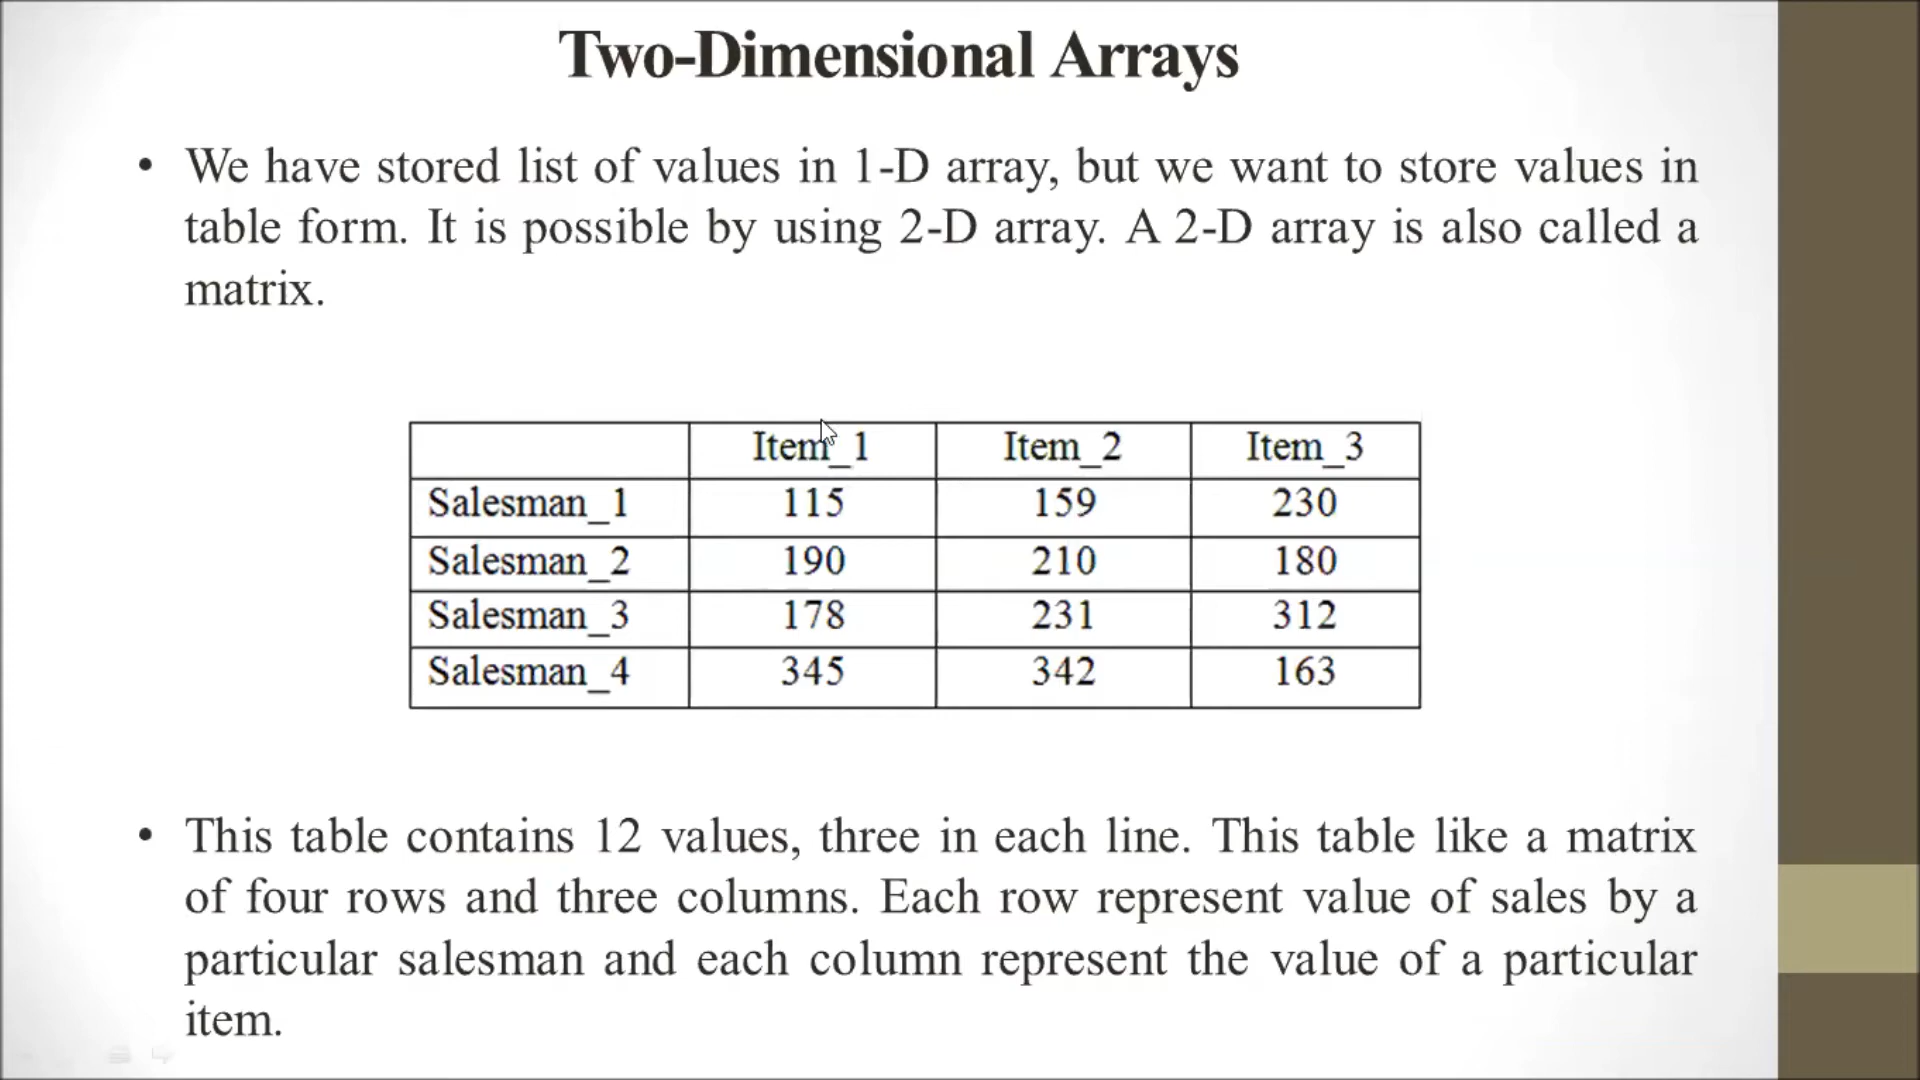 Two-Dimensional Arrays
• We have stored list of values in 1-D array, but we want to store values in
table form. It is possible by using 2-D array. A 2-D array is also called a
matrix.
Item_1 Item_2 Item_3
Salesman_1 115 159 230
Salesman_2 190 210 180
Salesman_3 178 231 312
Salesman_4 345 342 163
• This table contains 12 values, three in each line. This table like a matrix
of four rows and three columns. Each row represent value of sales by a
particular salesman and each column represent the value of a particular
item.